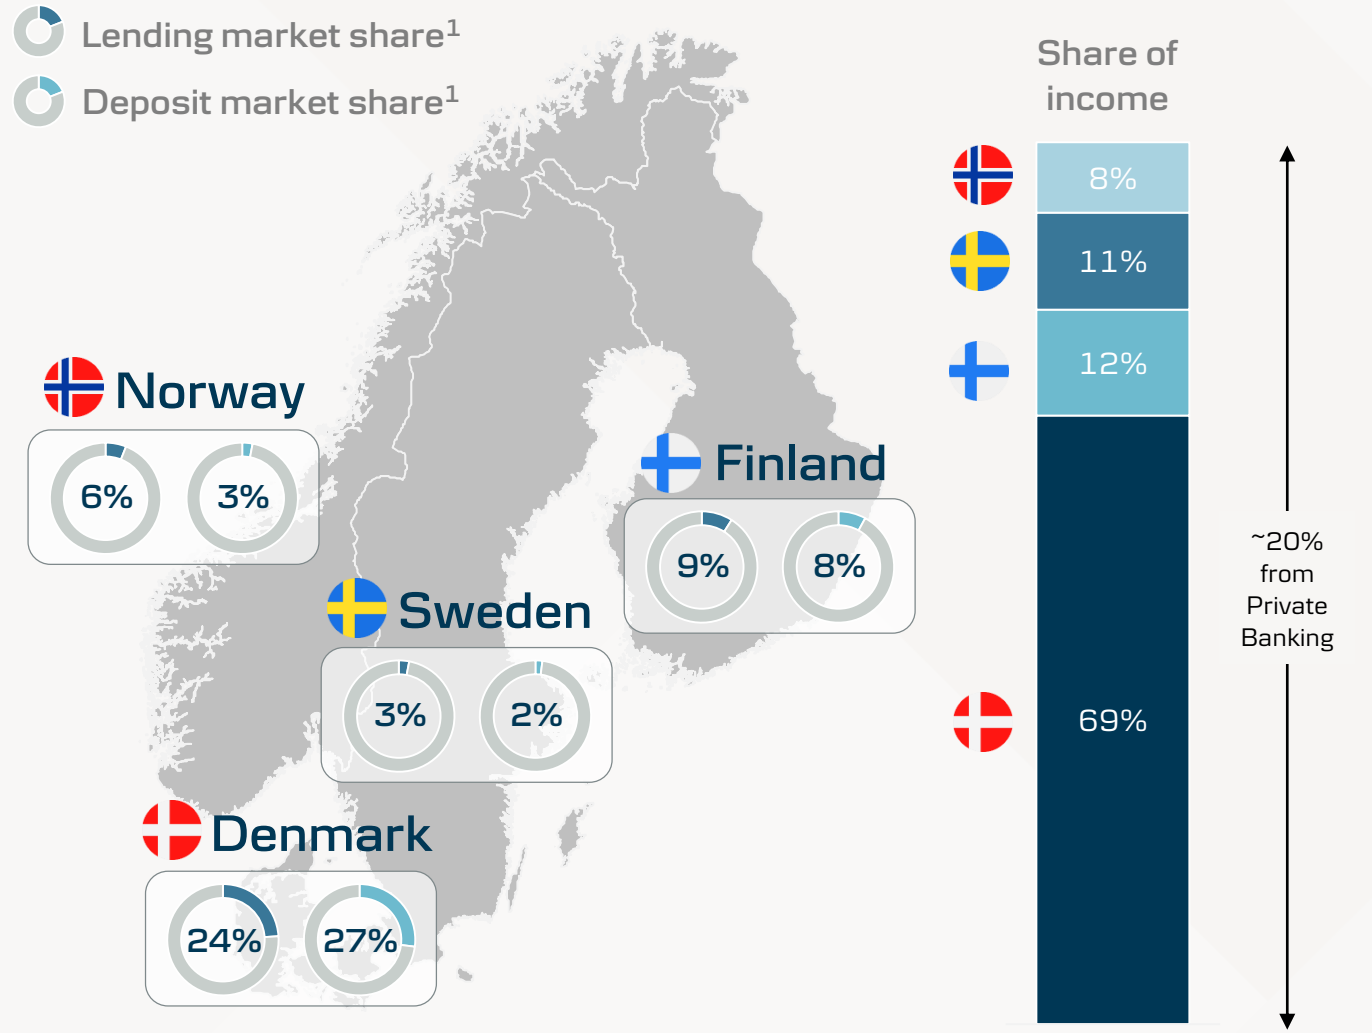 Lending market share¹
Deposit market share¹
Share of
income
8%
11%
12%
69%
~20%
from
Private
Banking
Norway
6% 3%
Finland
9% 8%
Sweden
3% 2%
Denmark
24% 27%